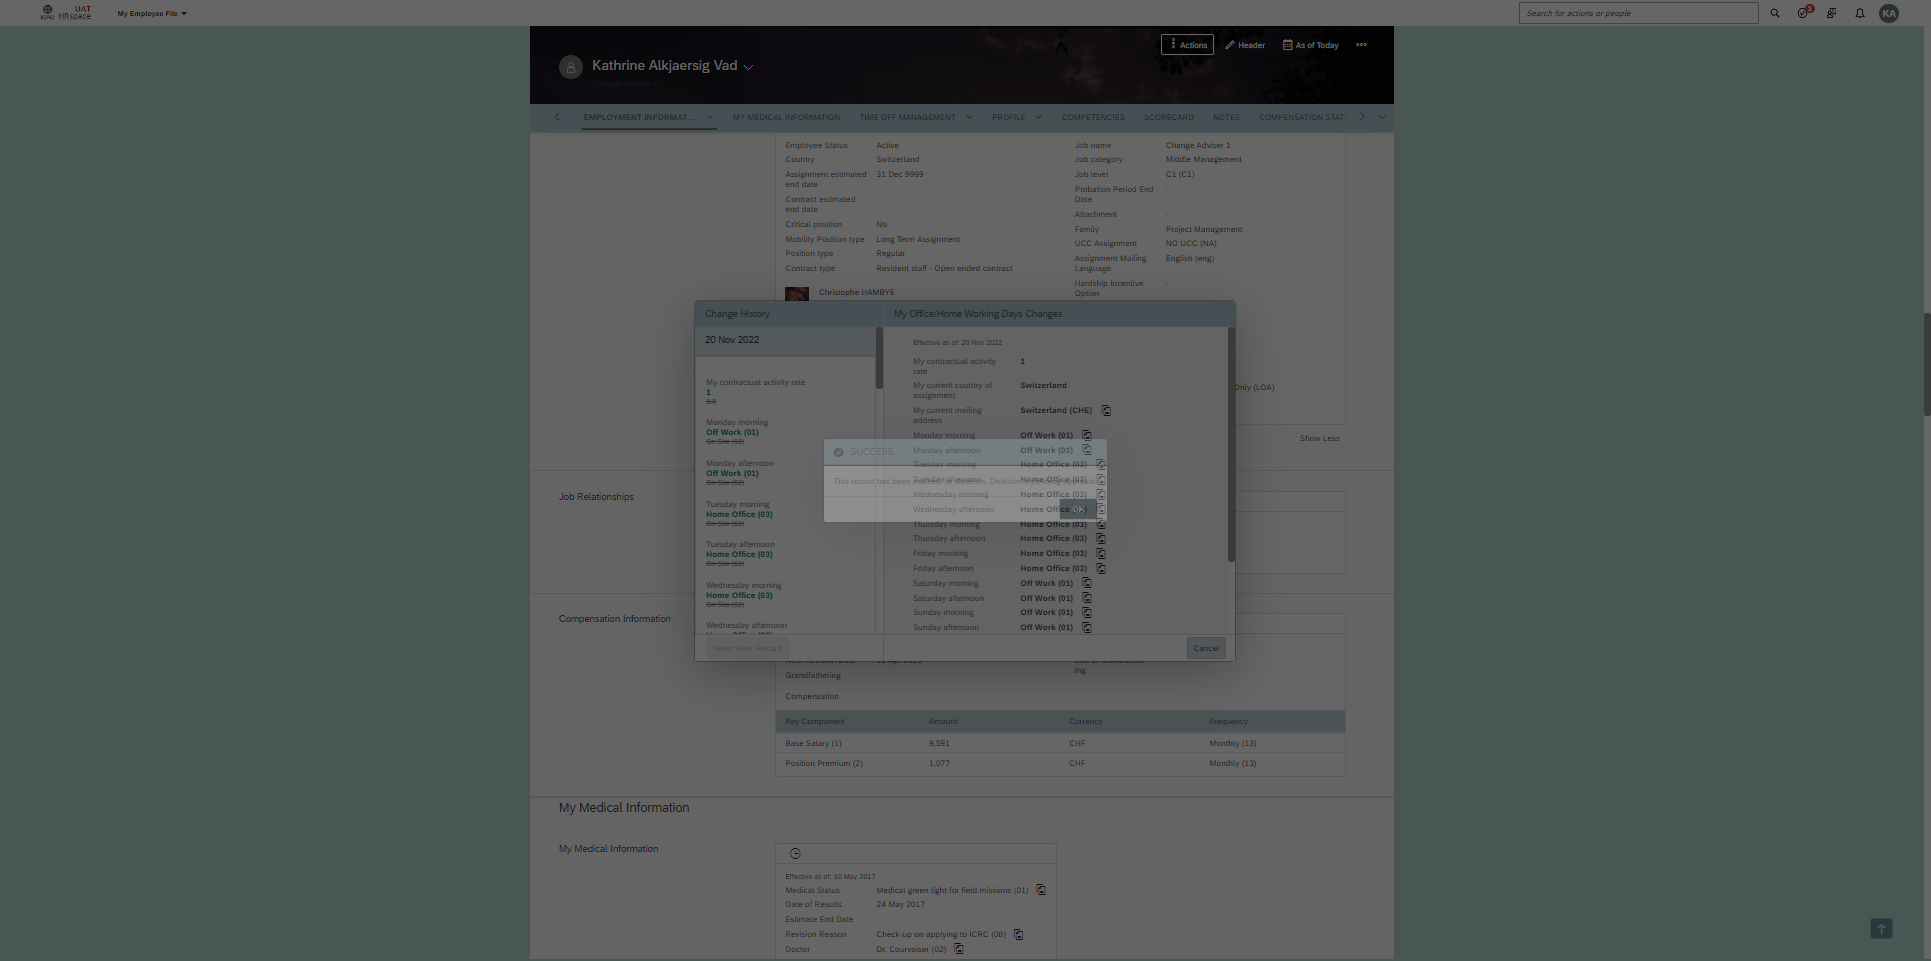 ICRC UAT HRspace My Employee File
Search for actions or people
1
KA
Actions Header As of Today
Kathrine Alkjaersig Vad
Change Adviser 1
EMPLOYMENT INFORMAT... MY MEDICAL INFORMATION TIME OFF MANAGEMENT PROFILE COMPETENCIES SCORECARD NOTES COMPENSATION STAT
Employee Status Active
Country Switzerland
Assignment estimated end date 31 Dec 9999
Contract estimated end date -
Critical position No
Mobility Position type Long Term Assignment
Position type Regular
Contract type Resident staff - Open ended contract
Christophe HAMBYE
Job name Change Adviser 1
Job category Middle Management
Job level C1 (C1)
Probation Period End Date -
Attachment -
Family Project Management
UCC Assignment NO UCC (NA)
Assignment Mailing Language English (eng)
Hardship Incentive Option -
Only (LOA)
Show Less
Change History
20 Nov 2022
My contractual activity rate
1
0.8
Monday morning
Off Work (01)
On Site (02)
Monday afternoon
Off Work (01)
On Site (02)
Tuesday morning
Home Office (03)
On Site (02)
Tuesday afternoon
Home Office (03)
On Site (02)
Wednesday morning
Home Office (03)
On Site (02)
Wednesday afternoon
Insert New Record
My Office/Home Working Days Changes
Effective as of: 20 Nov 2022
My contractual activity rate 1
My current country of assignment Switzerland
My current mailing address Switzerland (CHE)
Monday morning Off Work (01)
Monday afternoon Off Work (01)
Tuesday morning Home Office (03)
Tuesday afternoon Home Office (03)
Wednesday morning Home Office (03)
Wednesday afternoon Home Office (03)
Thursday morning Home Office (03)
Thursday afternoon Home Office (03)
Friday morning Home Office (03)
Friday afternoon Home Office (03)
Saturday morning Off Work (01)
Saturday afternoon Off Work (01)
Sunday morning Off Work (01)
Sunday afternoon Off Work (01)
Cancel
SUCCESS
This record has been marked for deletion. Deletion is pending approval.
OK
Job Relationships
Compensation Information
ing
Grandfathering -
Compensation
Pay Component Amount Currency Frequency
Base Salary (1) 9,591 CHF Monthly (13)
Position Premium (2) 1,077 CHF Monthly (13)
My Medical Information
My Medical Information
Effective as of: 10 May 2017
Medical Status Medical green light for field missions (01)
Date of Results 24 May 2017
Estimate End Date -
Revision Reason Check-up on applying to ICRC (08)
Doctor Dr. Courvoiser (02)